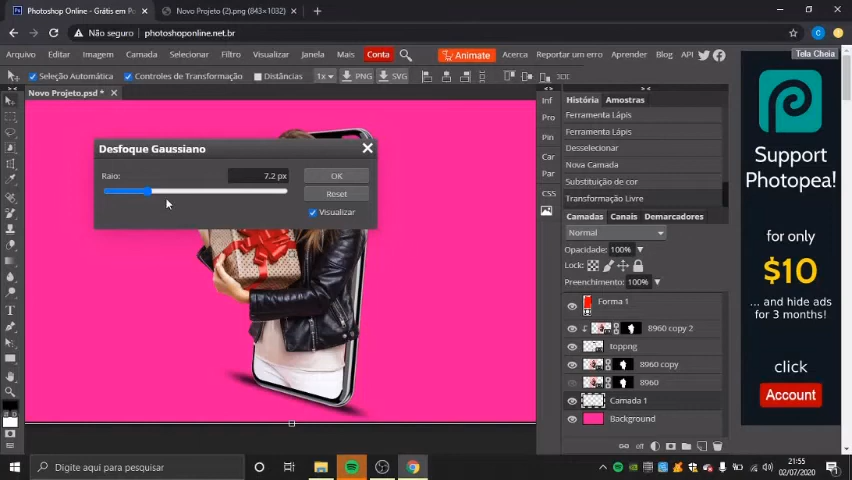 Photoshop Online - Grátis em Po
Novo Projeto (2).png (843×1032)
Não seguro
photoshoponline.net.br
Arquivo Editar Imagem Camada Selecionar Filtro Visualizar Janela Mais Conta
Animate
Acerca Reportar um erro Aprender Blog API
Tela Cheia
Seleção Automática Controles de Transformação Distâncias 1x PNG SVG
Novo Projeto.psd *
Desfoque Gaussiano
Raio: 7.2 px
OK
Reset
Visualizar
Inf
Pro
Pin
Car
Par
CSS
História Amostras
Ferramenta Lápis
Ferramenta Lápis
Desselecionar
Nova Camada
Substituição de cor
Transformação Livre
Camadas Canais Demarcadores
Normal
Opacidade: 100%
Lock:
Preenchimento: 100%
Forma 1
8960 copy 2
toppng
8960 copy
8960
Camada 1
Background
eff
Support
Photopea!
for only
$10
... and hide ads
for 3 months!
click
Account
Digite aqui para pesquisar
21:55
02/07/2020